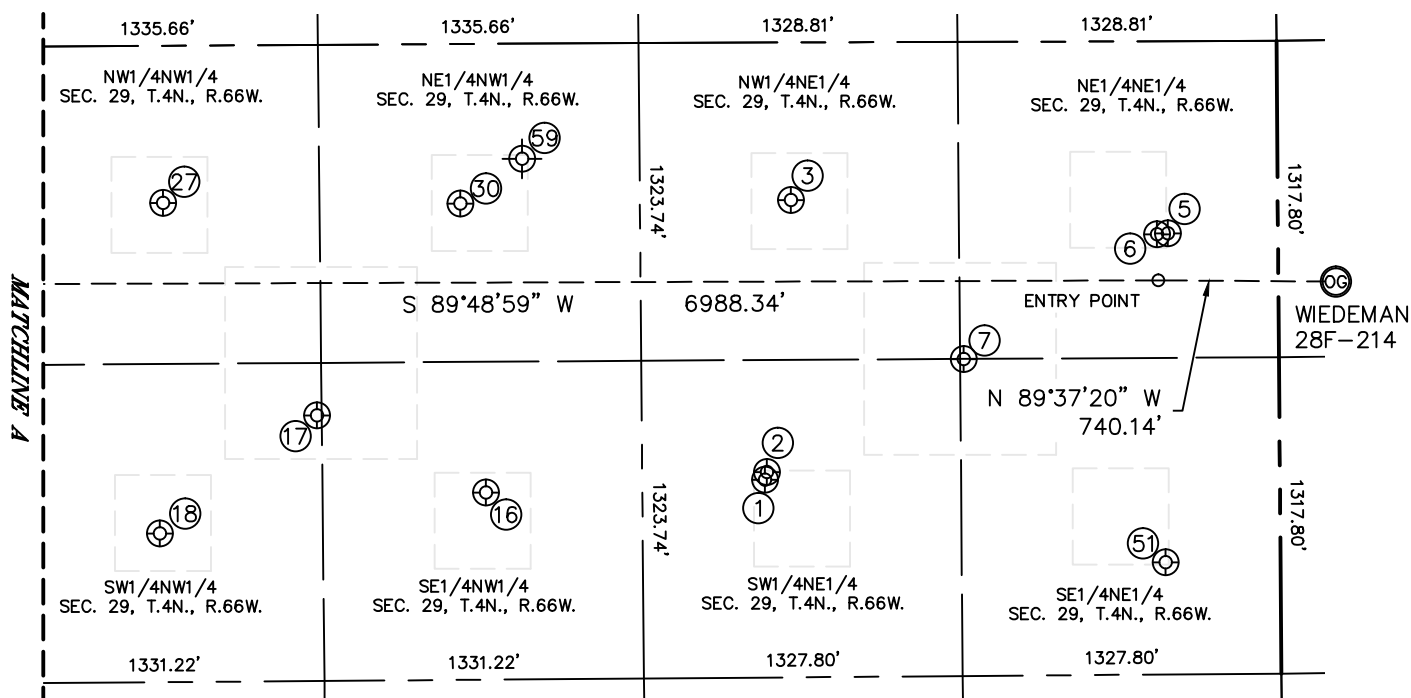 1335.66'
1335.66'
1328.81'
1328.81'
NW1/4NW1/4
SEC. 29, T.4N., R.66W.
NE1/4NW1/4
SEC. 29, T.4N., R.66W.
NW1/4NE1/4
SEC. 29, T.4N., R.66W.
NE1/4NE1/4
SEC. 29, T.4N., R.66W.
59
27
30
3
1323.74'
1317.80'
5
6
MATCHLINE A
S 89°48'59" W 6988.34'
ENTRY POINT
OG
WIEDEMAN
28F-214
7
N 89°37'20" W
740.14'
17
2
1
16
18
1323.74'
1317.80'
51
SW1/4NW1/4
SEC. 29, T.4N., R.66W.
SE1/4NW1/4
SEC. 29, T.4N., R.66W.
SW1/4NE1/4
SEC. 29, T.4N., R.66W.
SE1/4NE1/4
SEC. 29, T.4N., R.66W.
1331.22'
1331.22'
1327.80'
1327.80'